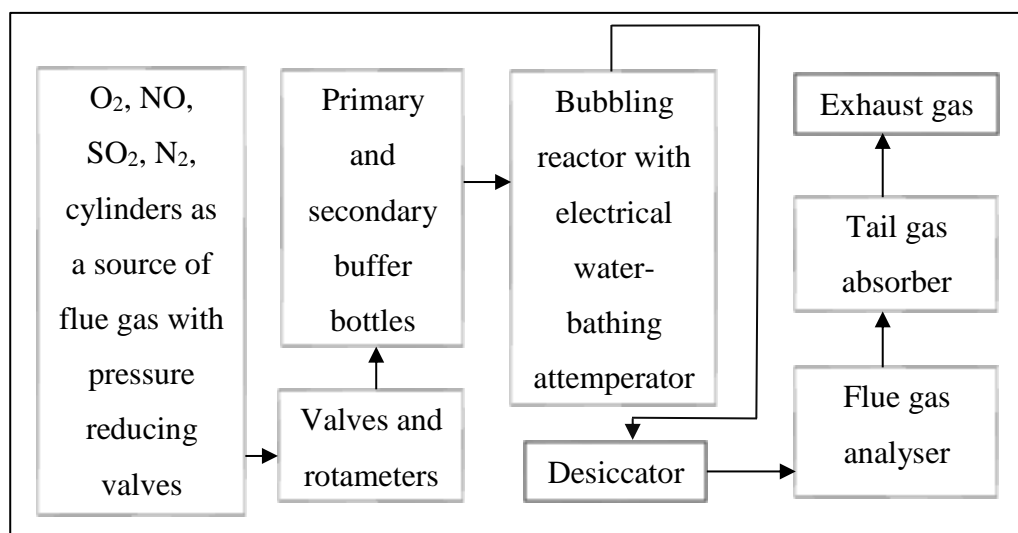 O₂, NO,
SO₂, N₂,
cylinders as
a source of
flue gas with
pressure
reducing
valves
Valves and
rotameters
Primary
and
secondary
buffer
bottles
Bubbling
reactor with
electrical
water-
bathing
attemperator
Desiccator
Flue gas
analyser
Tail gas
absorber
Exhaust gas